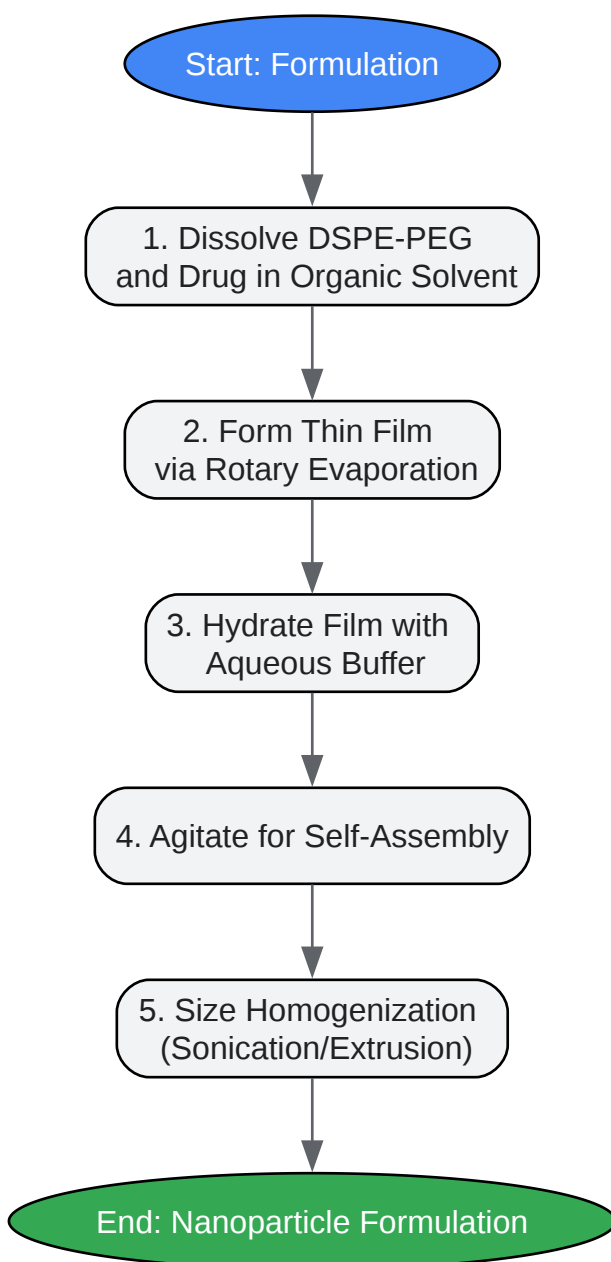 Start: Formulation
1. Dissolve DSPE-PEG
and Drug in Organic Solvent
2. Form Thin Film
via Rotary Evaporation
3. Hydrate Film with
Aqueous Buffer
4. Agitate for Self-Assembly
5. Size Homogenization
(Sonication/Extrusion)
End: Nanoparticle Formulation